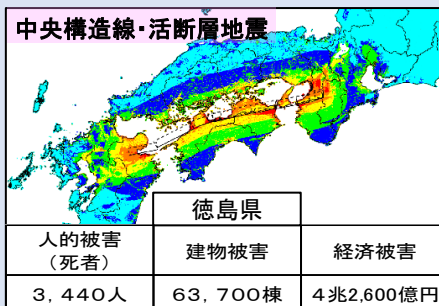 中央構造線・活断層地震
徳島県
人的被害
(死者)
建物被害
経済被害
3,440人
63,700棟
4兆2,600億円